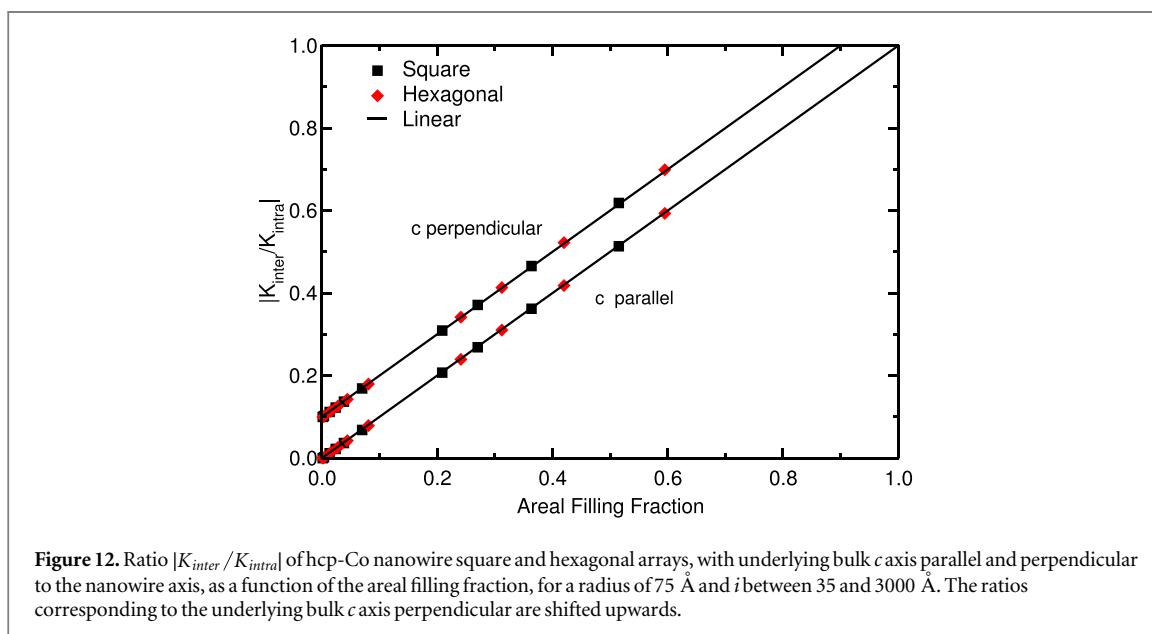 1.0
Square
Hexagonal
Linear
0.8
0.6
c perpendicular
|K_inter/K_intra|
0.4
c parallel
0.2
0.0
0.0 0.2 0.4 0.6 0.8 1.0
Areal Filling Fraction
Figure 12. Ratio |K_inter/K_intra| of hcp-Co nanowire square and hexagonal arrays, with underlying bulk c axis parallel and perpendicular
to the nanowire axis, as a function of the areal filling fraction, for a radius of 75 Å and i between 35 and 3000 Å. The ratios
corresponding to the underlying bulk c axis perpendicular are shifted upwards.